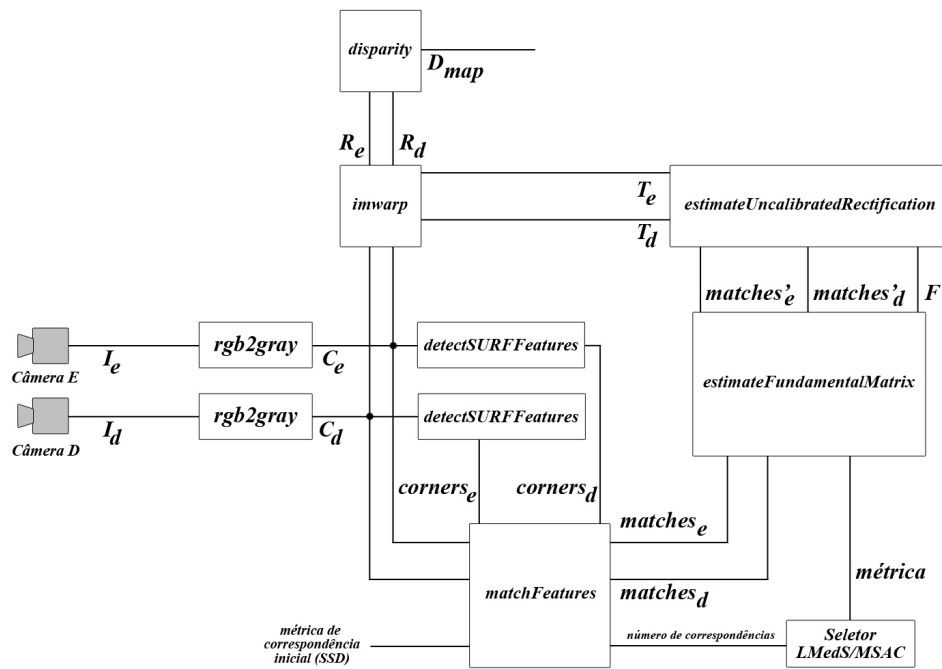 disparity
D_map
R_e
R_d
imwarp
T_e
T_d
estimateUncalibratedRectification
matches'_e
matches'_d
F
Câmera E
I_e
rgb2gray
C_e
detectSURFFeatures
estimateFundamentalMatrix
Câmera D
I_d
rgb2gray
C_d
detectSURFFeatures
corners_e
corners_d
matches_e
matches_d
métrica
matchFeatures
métrica de
correspondência
inicial (SSD)
número de correspondências
Seletor
LMedS/MSAC